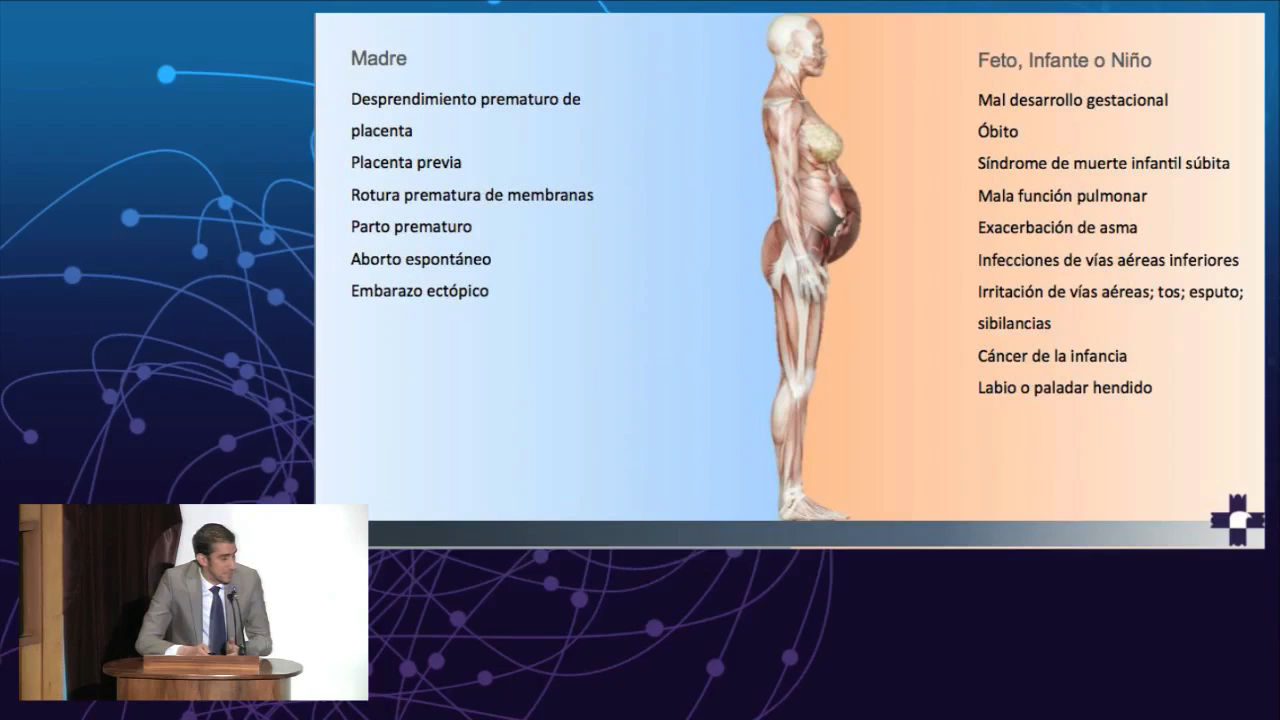 Madre
Desprendimiento prematuro de
placenta
Placenta previa
Rotura prematura de membranas
Parto prematuro
Aborto espontáneo
Embarazo ectópico
Feto, Infante o Niño
Mal desarrollo gestacional
Óbito
Síndrome de muerte infantil súbita
Mala función pulmonar
Exacerbación de asma
Infecciones de vías aéreas inferiores
Irritación de vías aéreas; tos; esputo;
sibilancias
Cáncer de la infancia
Labio o paladar hendido